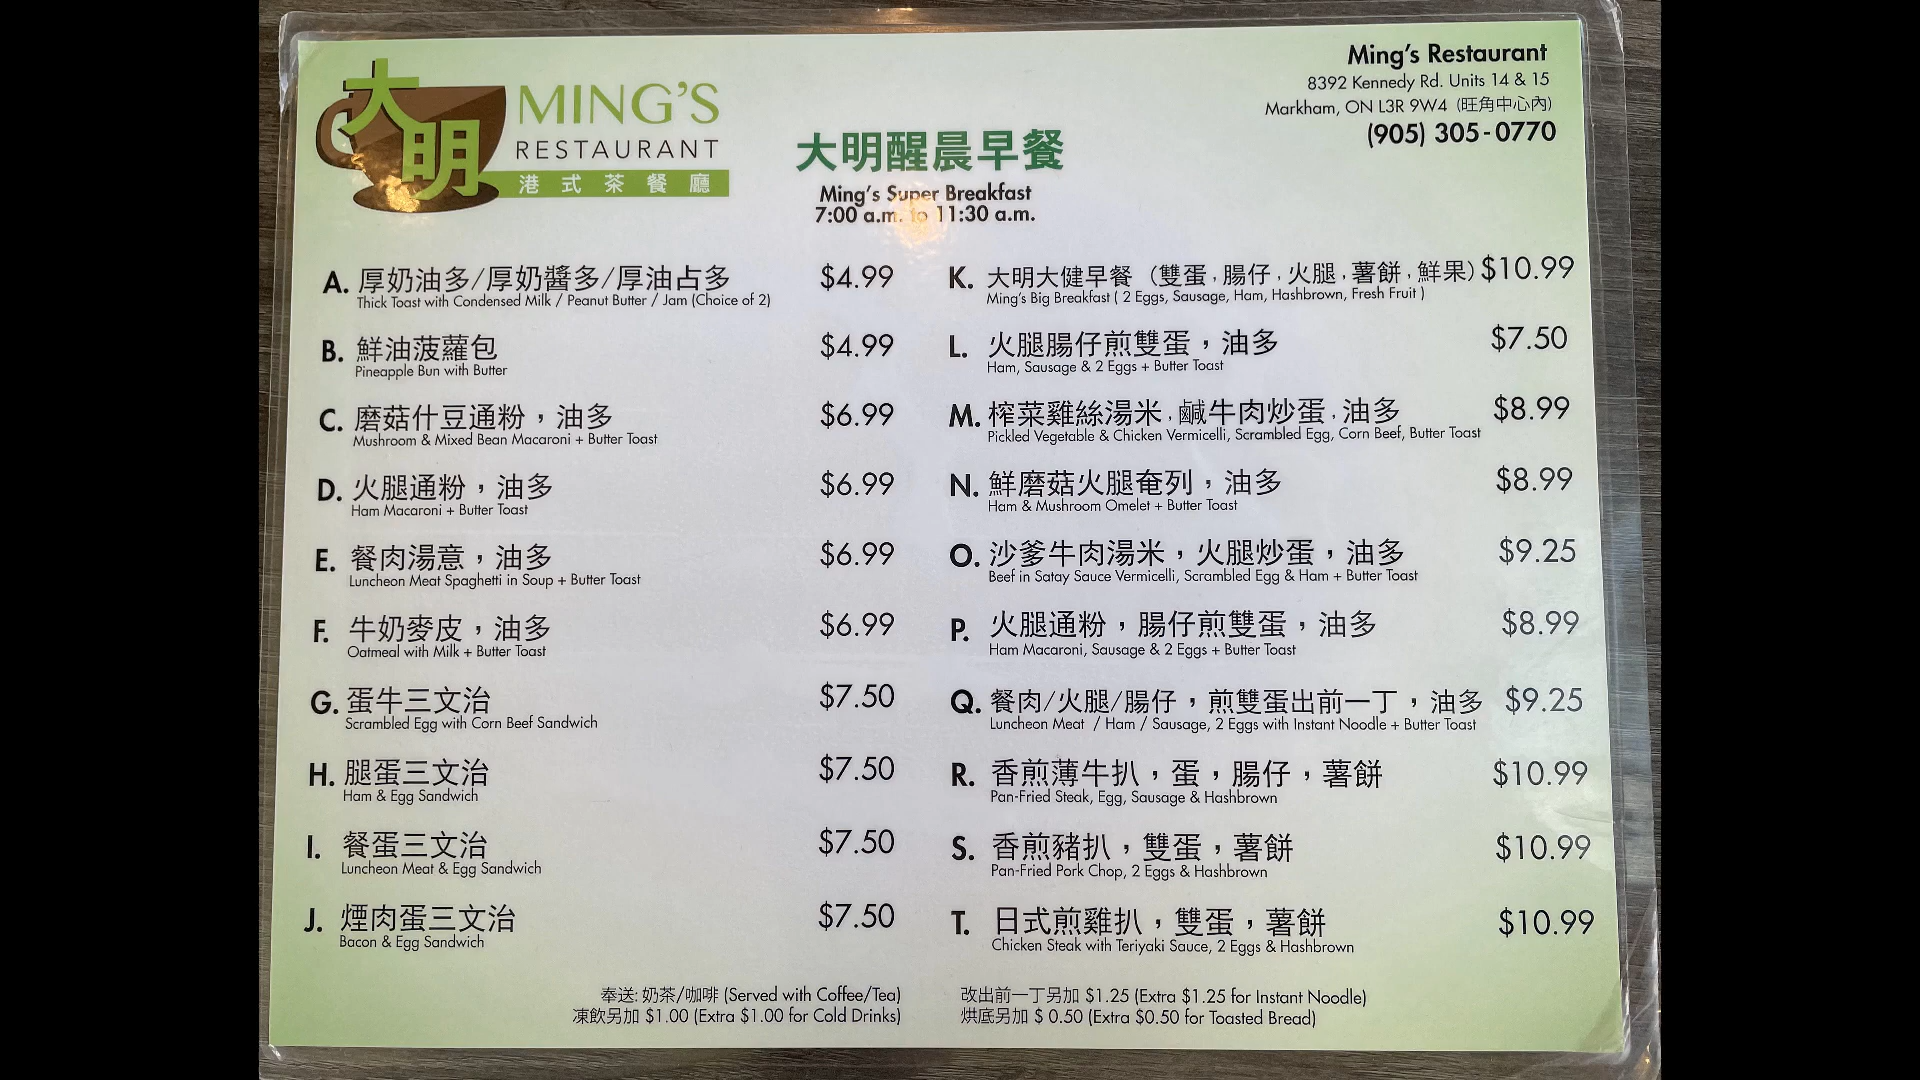 大明
MING'S
RESTAURANT
港式茶餐廳
大明醒晨早餐
Ming's Super Breakfast
7:00 a.m. to 11:30 a.m.
Ming's Restaurant
8392 Kennedy Rd. Units 14 & 15
Markham, ON L3R 9W4 (旺角中心內)
(905) 305-0770
A. 厚奶油多/厚奶醬多/厚油占多 $4.99
Thick Toast with Condensed Milk / Peanut Butter / Jam (Choice of 2)
B. 鮮油菠蘿包 $4.99
Pineapple Bun with Butter
C. 磨菇什豆通粉，油多 $6.99
Mushroom & Mixed Bean Macaroni + Butter Toast
D. 火腿通粉，油多 $6.99
Ham Macaroni + Butter Toast
E. 餐肉湯意，油多 $6.99
Luncheon Meat Spaghetti in Soup + Butter Toast
F. 牛奶麥皮，油多 $6.99
Oatmeal with Milk + Butter Toast
G. 蛋牛三文治 $7.50
Scrambled Egg with Corn Beef Sandwich
H. 腿蛋三文治 $7.50
Ham & Egg Sandwich
I. 餐蛋三文治 $7.50
Luncheon Meat & Egg Sandwich
J. 煙肉蛋三文治 $7.50
Bacon & Egg Sandwich
K. 大明大健早餐（雙蛋，腸仔，火腿，薯餅，鮮果) $10.99
Ming's Big Breakfast ( 2 Eggs, Sausage, Ham, Hashbrown, Fresh Fruit )
L. 火腿腸仔煎雙蛋，油多 $7.50
Ham, Sausage & 2 Eggs + Butter Toast
M. 榨菜雞絲湯米，鹹牛肉炒蛋，油多 $8.99
Pickled Vegetable & Chicken Vermicelli, Scrambled Egg, Corn Beef, Butter Toast
N. 鮮磨菇火腿奄列，油多 $8.99
Ham & Mushroom Omelet + Butter Toast
O. 沙爹牛肉湯米，火腿炒蛋，油多 $9.25
Beef in Satay Sauce Vermicelli, Scrambled Egg & Ham + Butter Toast
P. 火腿通粉，腸仔煎雙蛋，油多 $8.99
Ham Macaroni, Sausage & 2 Eggs + Butter Toast
Q. 餐肉/火腿/腸仔，煎雙蛋出前一丁，油多 $9.25
Luncheon Meat / Ham / Sausage, 2 Eggs with Instant Noodle + Butter Toast
R. 香煎薄牛扒，蛋，腸仔，薯餅 $10.99
Pan-Fried Steak, Egg, Sausage & Hashbrown
S. 香煎豬扒，雙蛋，薯餅 $10.99
Pan-Fried Pork Chop, 2 Eggs & Hashbrown
T. 日式煎雞扒，雙蛋，薯餅 $10.99
Chicken Steak with Teriyaki Sauce, 2 Eggs & Hashbrown
奉送: 奶茶/咖啡 (Served with Coffee/Tea)
凍飲另加 $1.00 (Extra $1.00 for Cold Drinks)
改出前一丁另加 $1.25 (Extra $1.25 for Instant Noodle)
烘底另加 $ 0.50 (Extra $0.50 for Toasted Bread)